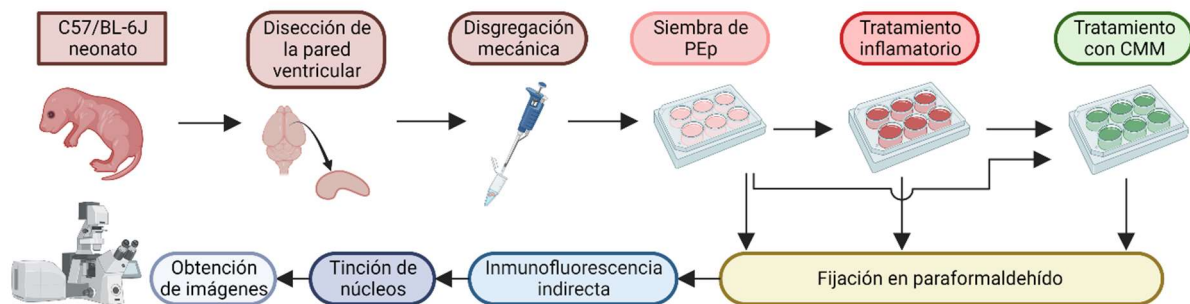 C57/BL-6J
neonato
Disección de
la pared
ventricular
Disgregación
mecánica
Siembra de
PEp
Tratamiento
inflamatorio
Tratamiento
con CMM
Obtención
de imágenes
Tinción de
núcleos
Inmunofluorescencia
indirecta
Fijación en paraformaldehído